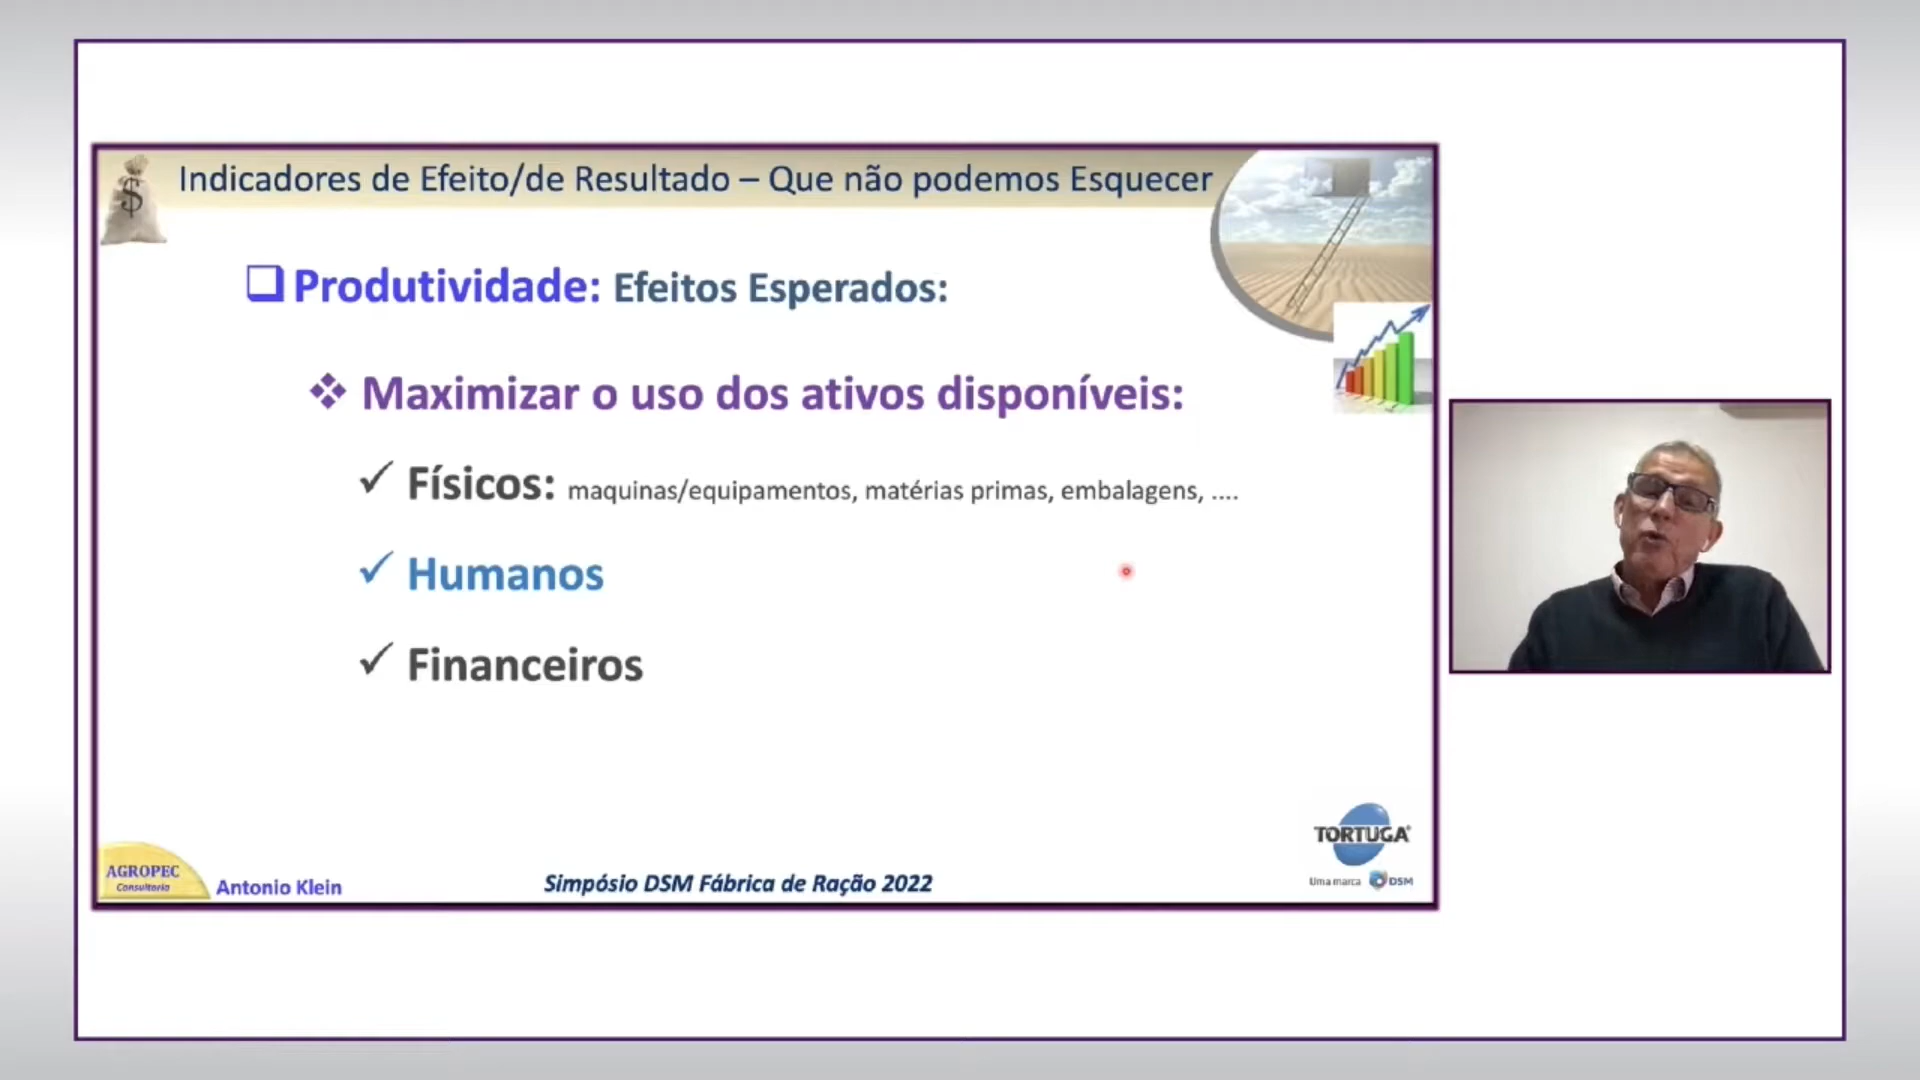 Indicadores de Efeito/de Resultado – Que não podemos Esquecer
$
Produtividade: Efeitos Esperados:
Maximizar o uso dos ativos disponíveis:
Físicos: maquinas/equipamentos, matérias primas, embalagens, ....
Humanos
Financeiros
TORTUGA®
Uma marca DSM
AGROPEC
Consultoria
Antonio Klein
Simpósio DSM Fábrica de Ração 2022